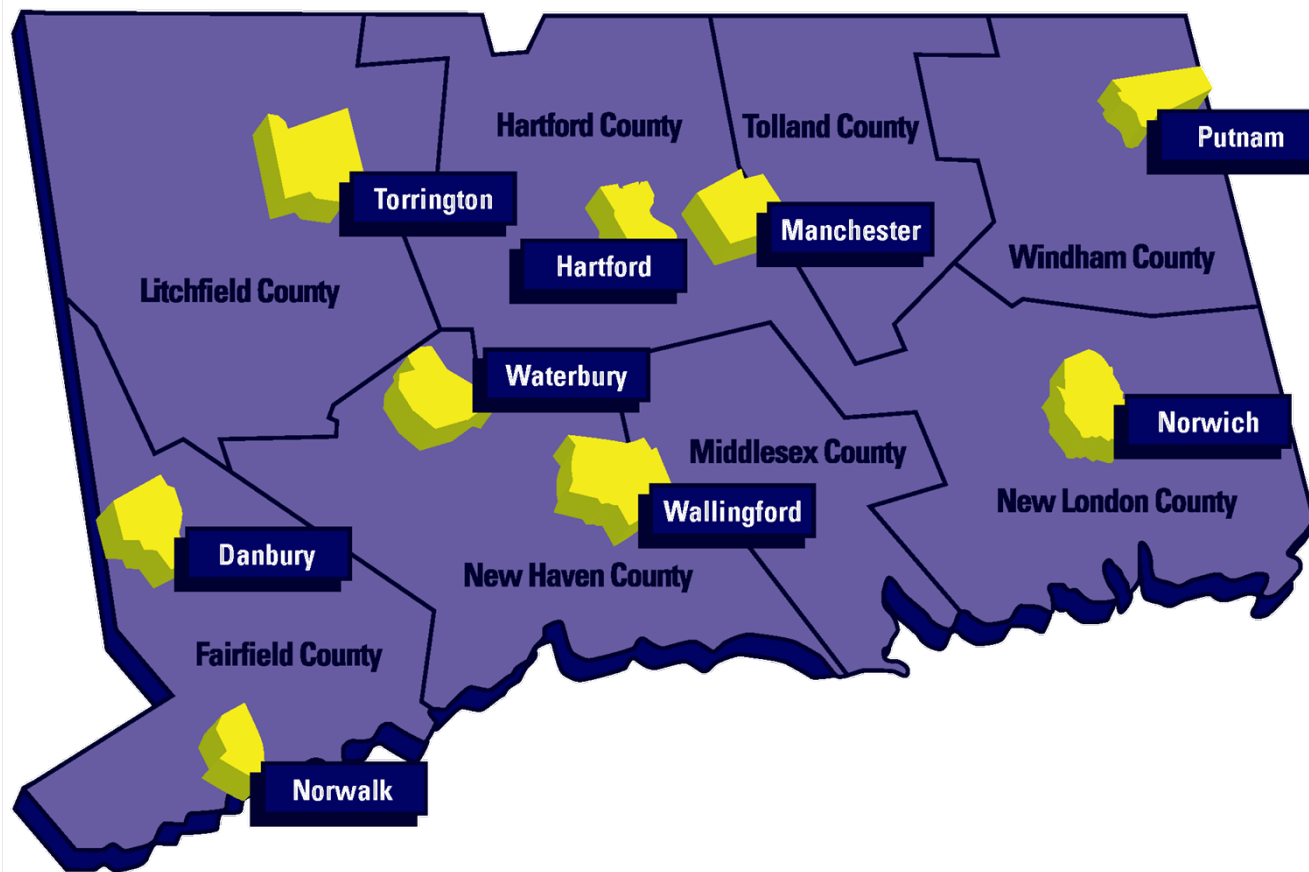 Hartford County
Tolland County
Putnam
Torrington
Manchester
Hartford
Windham County
Litchfield County
Waterbury
Norwich
Middlesex County
Wallingford
New London County
Danbury
New Haven County
Fairfield County
Norwalk